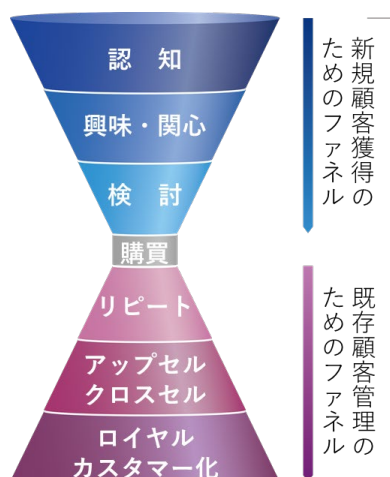 認　知
興味・関心
検　討
購買
リピート
アップセル
クロスセル
ロイヤル
カスタマー化
新規顧客獲得の
ためのファネル
既存顧客管理の
ためのファネル